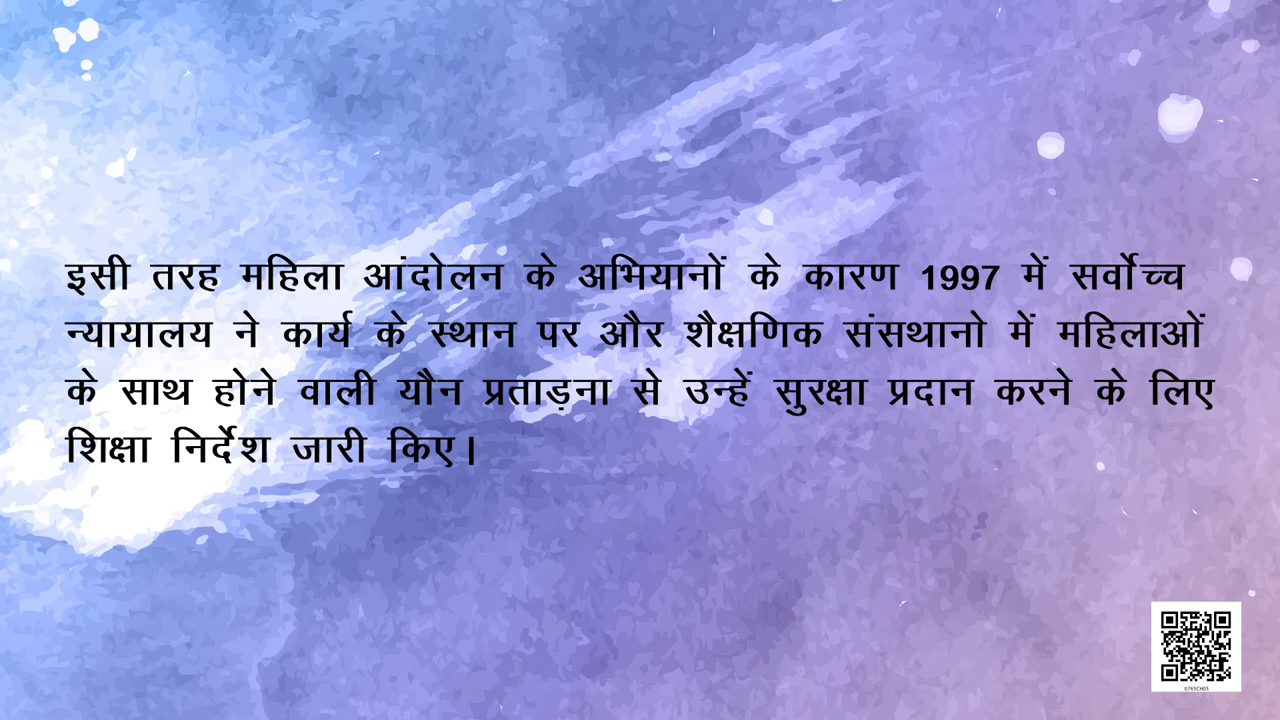 इसी तरह महिला आंदोलन के अभियानों के कारण 1997 में सर्वोच्च
न्यायालय ने कार्य के स्थान पर और शैक्षणिक संसथानो में महिलाओं
के साथ होने वाली यौन प्रताड़ना से उन्हें सुरक्षा प्रदान करने के लिए
शिक्षा निर्देश जारी किए।
0765CH05